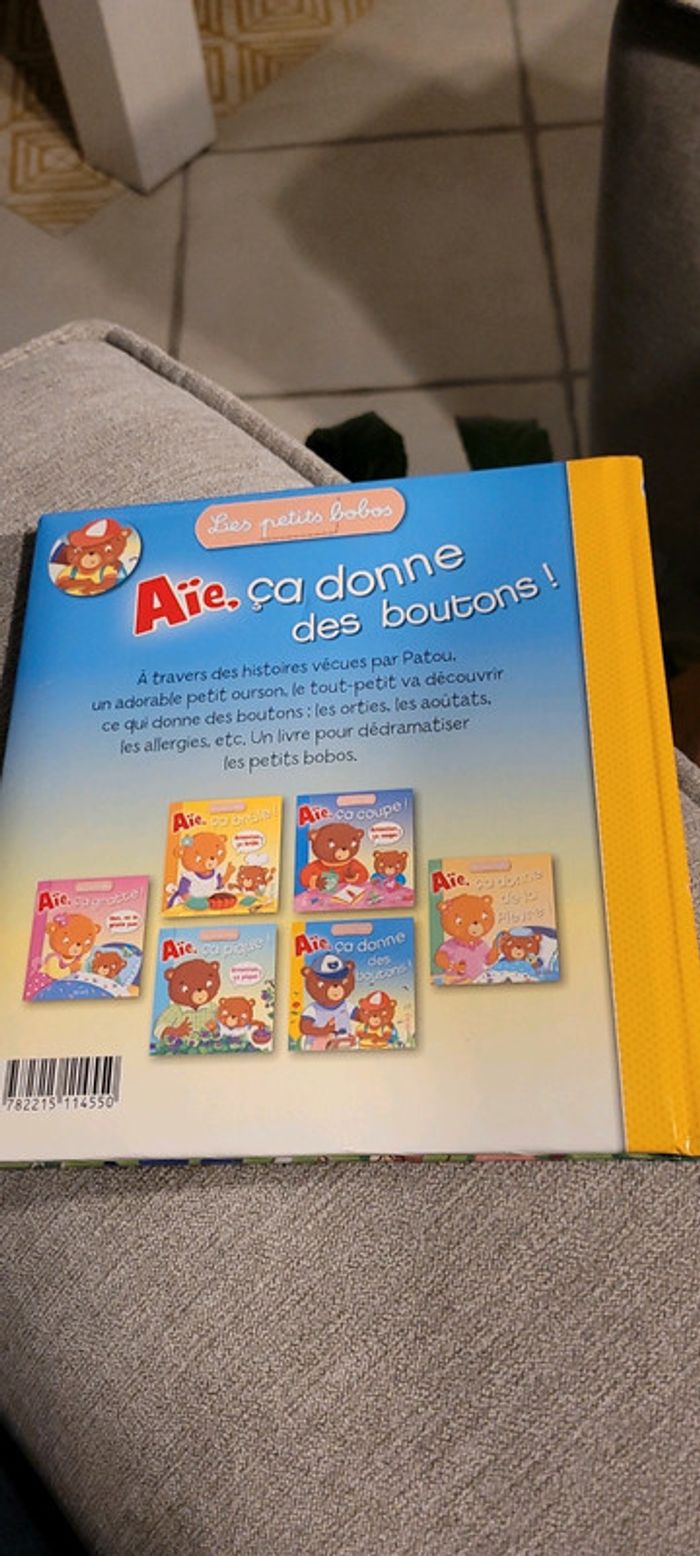 Les petits bobos
Aïe, ça donne
des boutons !
À travers des histoires vécues par Patou,
un adorable petit ourson, le tout-petit va découvrir
ce qui donne des boutons : les orties, les aoûtats,
les allergies, etc. Un livre pour dédramatiser
les petits bobos.
Aïe, ça brûle !
Aïe, ça coupe !
Aïe, ça gratte !
Aïe, ça donne
de la
fièvre
Aïe, ça pique !
Aïe, ça donne
des
boutons !
782215 114550